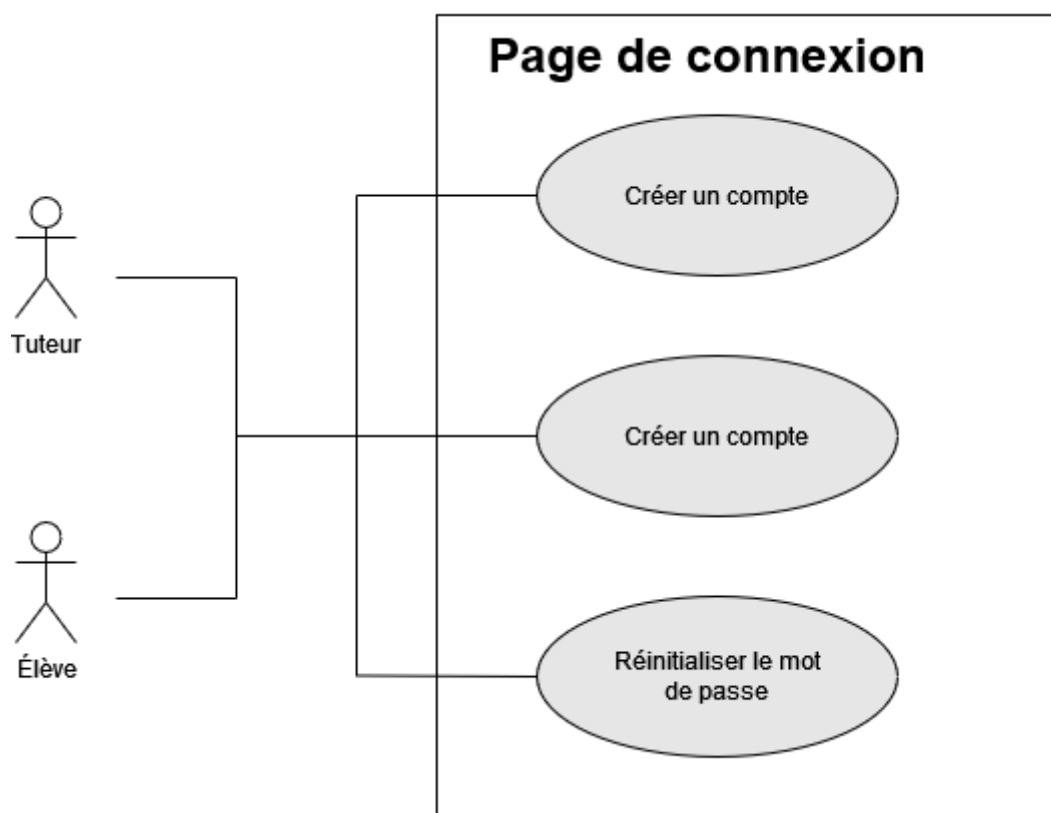 Page de connexion
Créer un compte
Tuteur
Créer un compte
Élève
Réinitialiser le mot
de passe